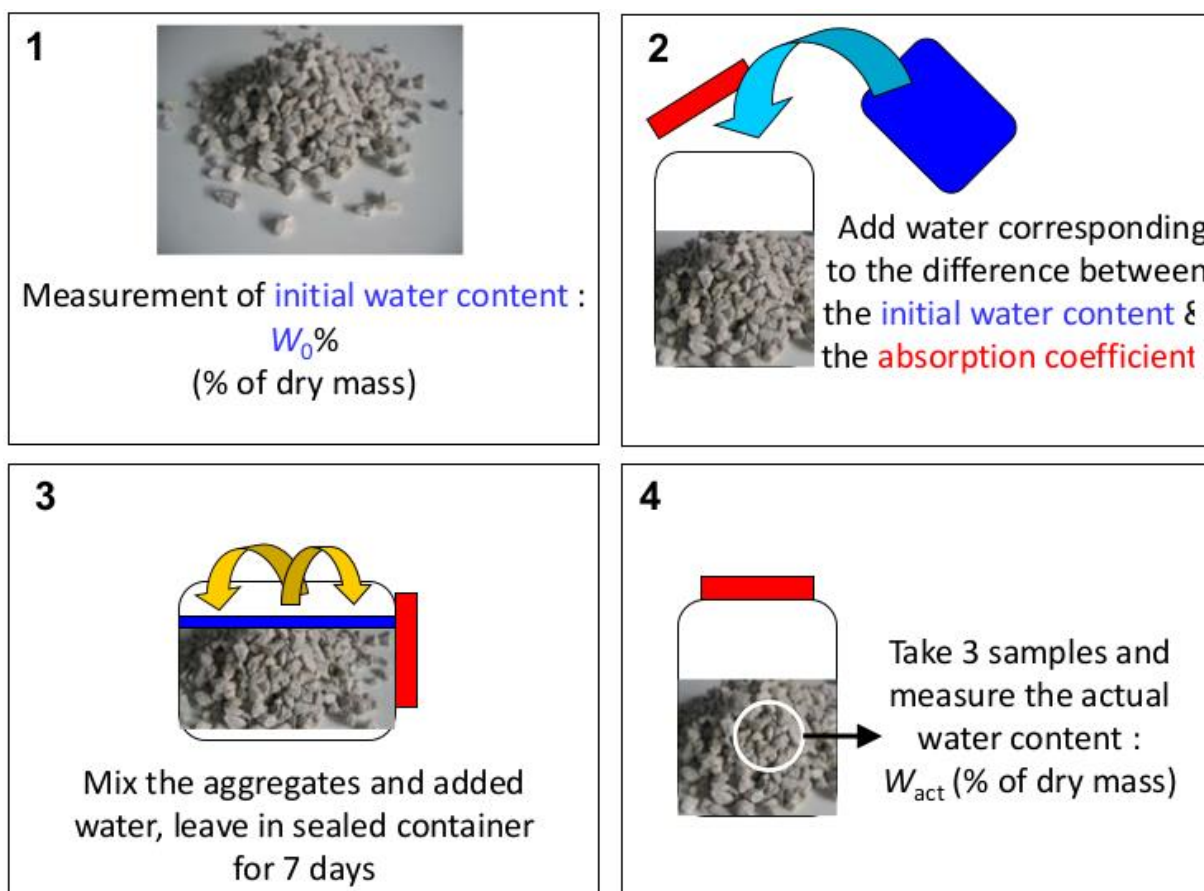 1
Measurement of initial water content :
W0%
(% of dry mass)
2
Add water corresponding
to the difference between
the initial water content &
the absorption coefficient
3
Mix the aggregates and added
water, leave in sealed container
for 7 days
4
Take 3 samples and
measure the actual
water content :
Wact (% of dry mass)